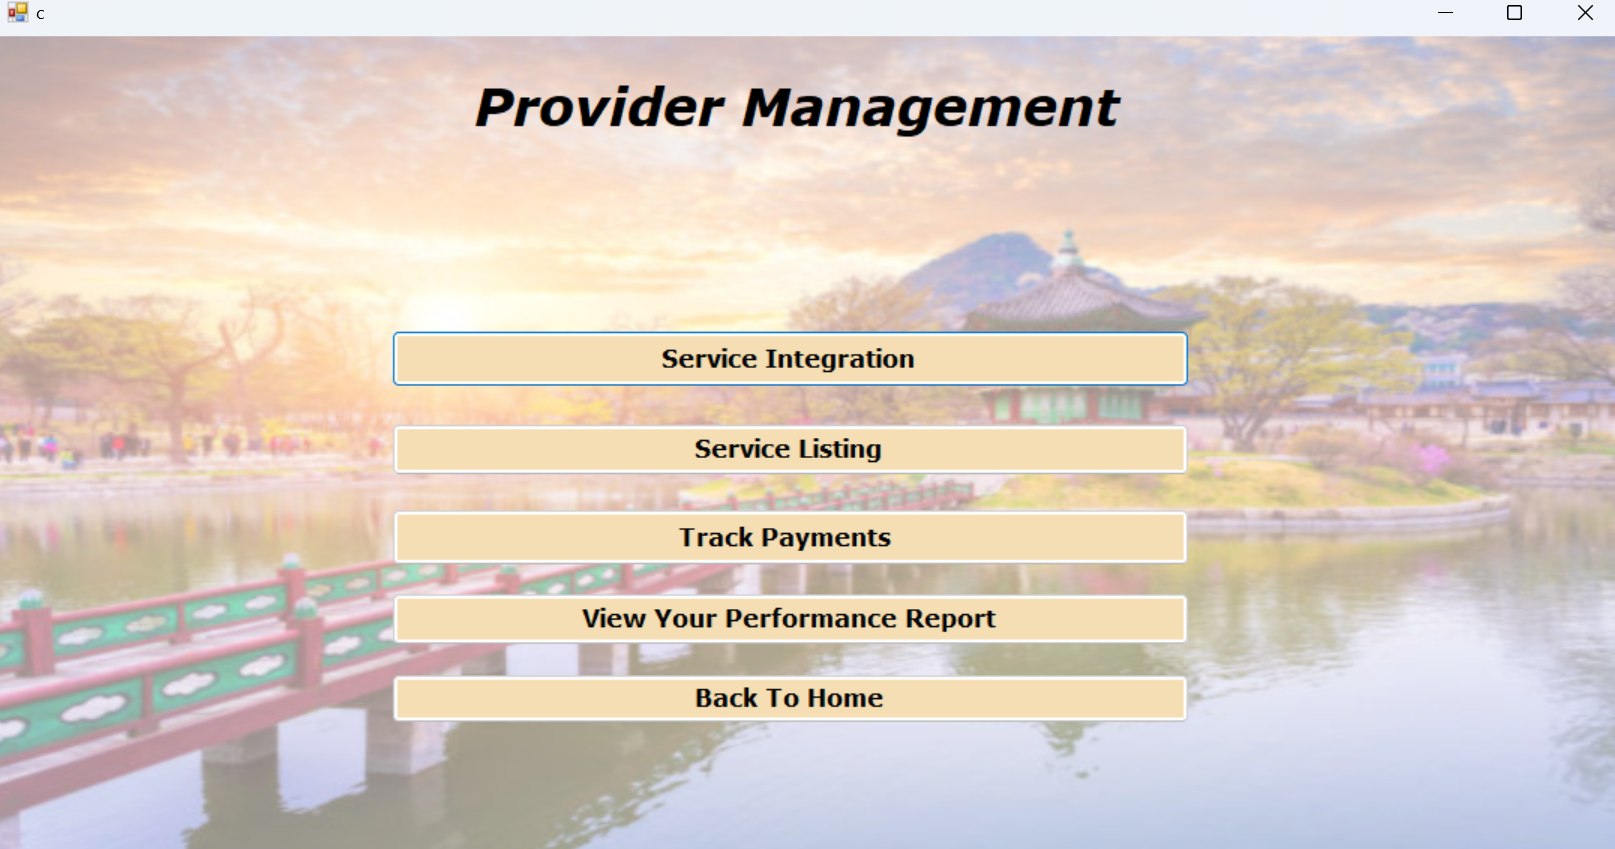 c
Provider Management
Service Integration
Service Listing
Track Payments
View Your Performance Report
Back To Home